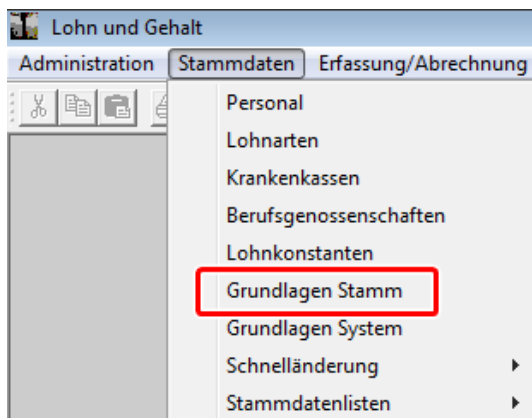 Lohn und Gehalt
Administration Stammdaten Erfassung/Abrechnung
Personal
Lohnarten
Krankenkassen
Berufsgenossenschaften
Lohnkonstanten
Grundlagen Stamm
Grundlagen System
Schnelländerung
Stammdatenlisten